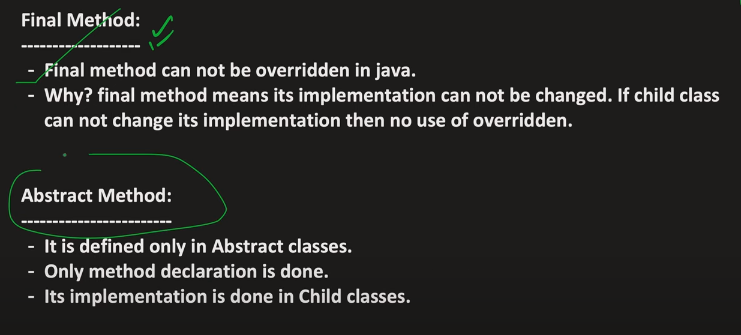 Final Method:
-------------------
- Final method can not be overridden in java.
- Why? final method means its implementation can not be changed. If child class
can not change its implementation then no use of overridden.
Abstract Method:
------------------------
- It is defined only in Abstract classes.
- Only method declaration is done.
- Its implementation is done in Child classes.